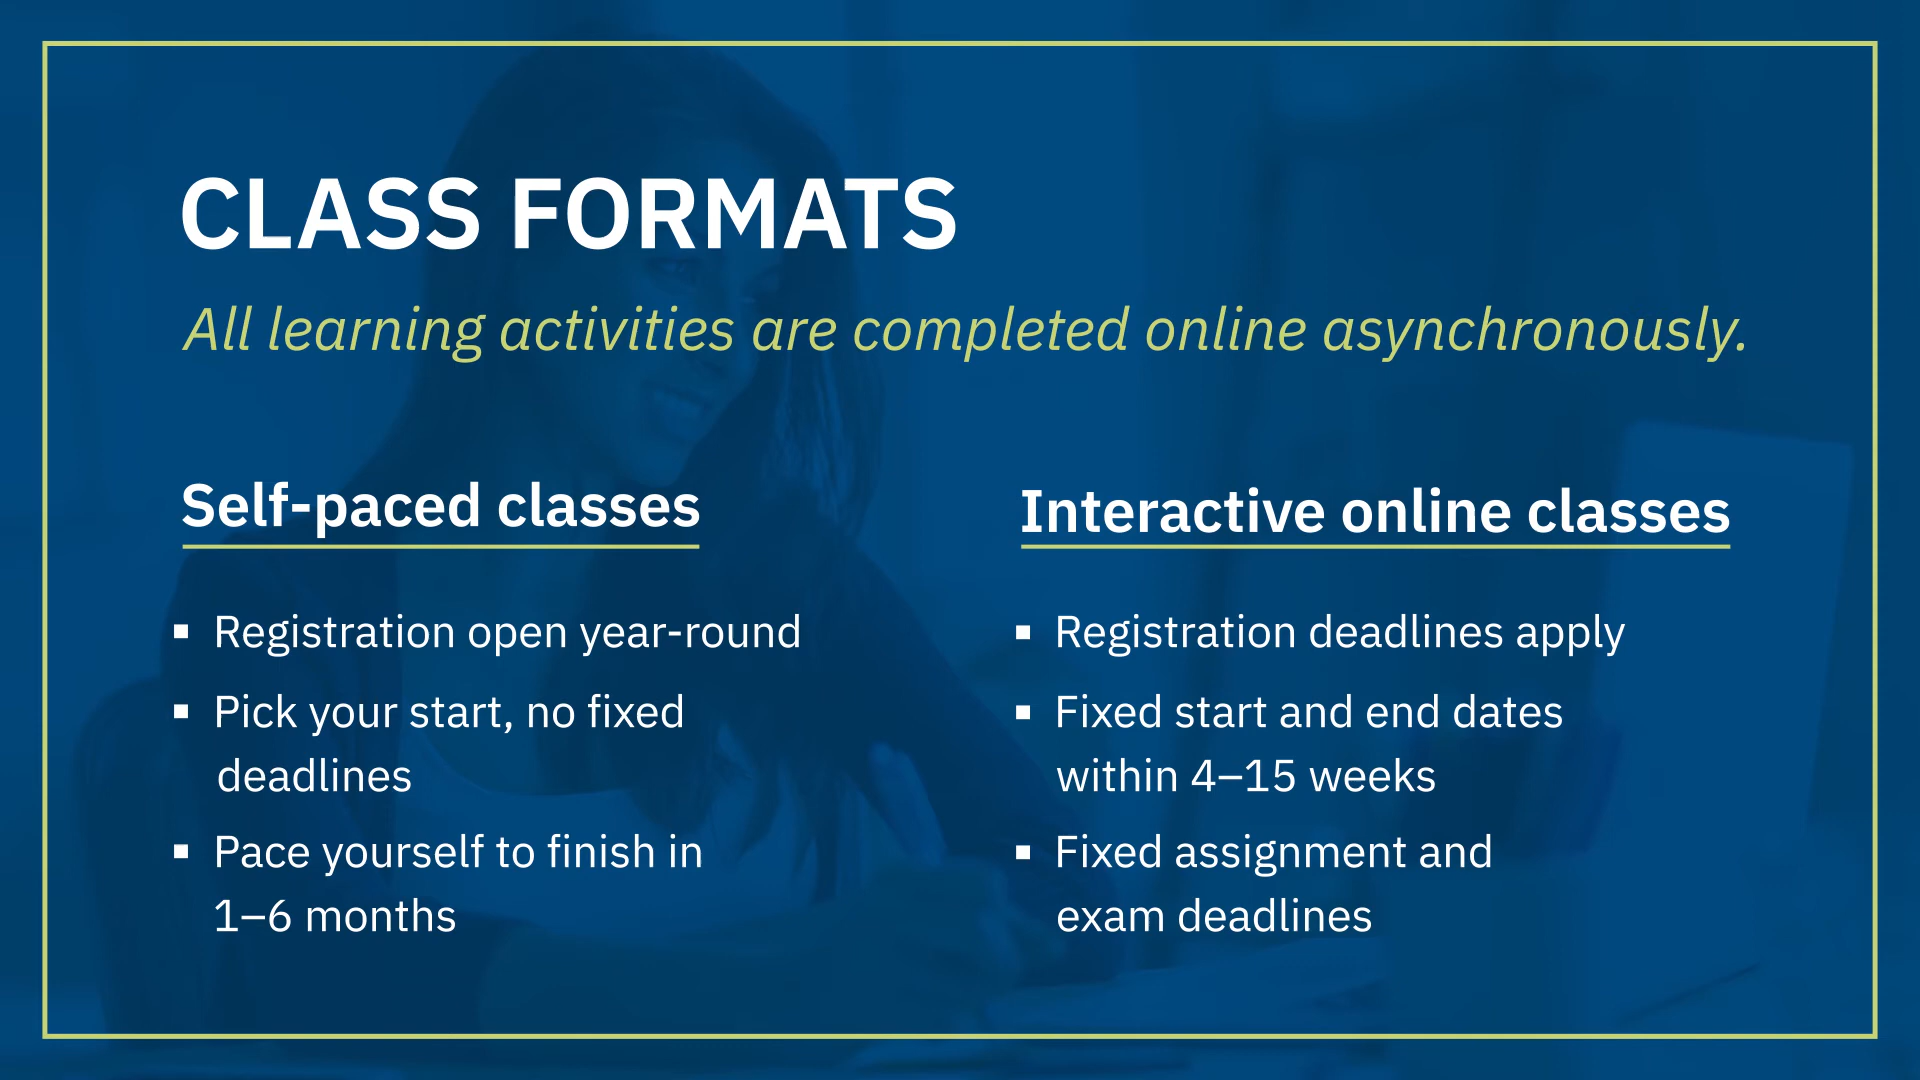 CLASS FORMATS
All learning activities are completed online asynchronously.
Self-paced classes
▪ Registration open year-round
▪ Pick your start, no fixed
deadlines
▪ Pace yourself to finish in
1–6 months
Interactive online classes
▪ Registration deadlines apply
▪ Fixed start and end dates
within 4–15 weeks
▪ Fixed assignment and
exam deadlines